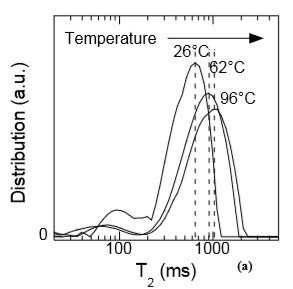 Temperature
26°C
62°C
96°C
Distribution (a.u.)
0
100 1000
T2 (ms) (a)